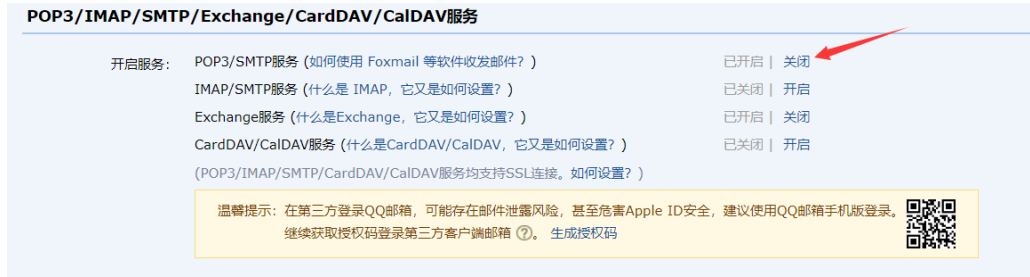 POP3/IMAP/SMTP/Exchange/CardDAV/CalDAV服务
开启服务： POP3/SMTP服务 (如何使用 Foxmail 等软件收发邮件？) 已开启 | 关闭
IMAP/SMTP服务 (什么是 IMAP，它又是如何设置？) 已关闭 | 开启
Exchange服务 (什么是Exchange，它又是如何设置？) 已开启 | 关闭
CardDAV/CalDAV服务 (什么是CardDAV/CalDAV，它又是如何设置？) 已关闭 | 开启
(POP3/IMAP/SMTP/CardDAV/CalDAV服务均支持SSL连接。如何设置？)
温馨提示：在第三方登录QQ邮箱，可能存在邮件泄露风险，甚至危害Apple ID安全，建议使用QQ邮箱手机版登录。
继续获取授权码登录第三方客户端邮箱 ?。 生成授权码